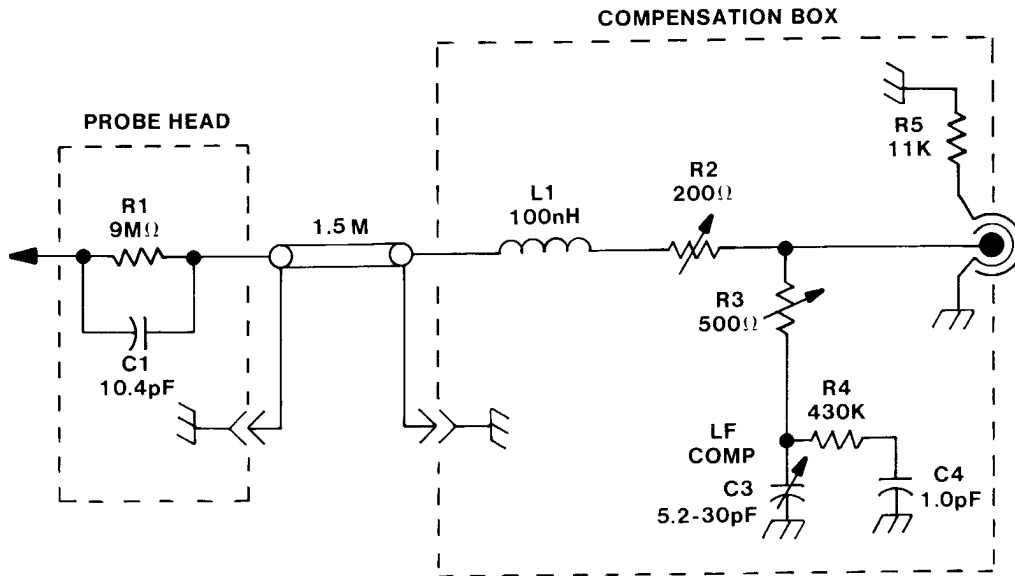 COMPENSATION BOX
PROBE HEAD
R1
9MΩ
C1
10.4pF
1.5 M
L1
100nH
R2
200Ω
R5
11K
R3
500Ω
R4
430K
LF
COMP
C3
5.2-30pF
C4
1.0pF